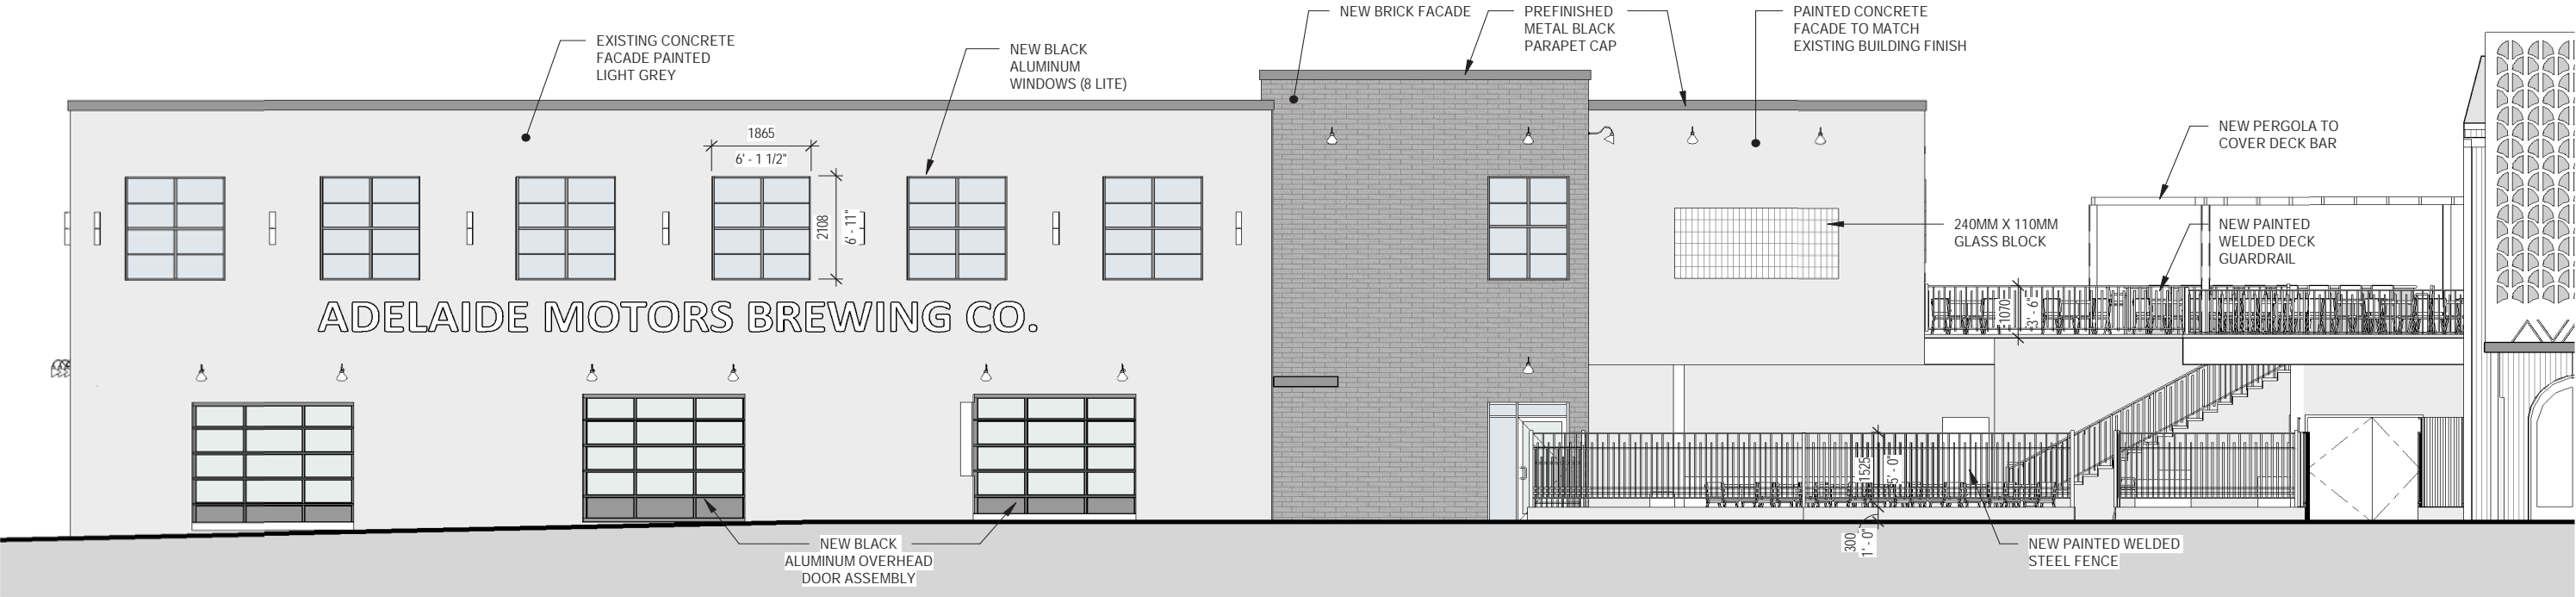 EXISTING CONCRETE
FACADE PAINTED
LIGHT GREY
NEW BLACK
ALUMINUM
WINDOWS (8 LITE)
NEW BRICK FACADE
PREFINISHED
METAL BLACK
PARAPET CAP
PAINTED CONCRETE
FACADE TO MATCH
EXISTING BUILDING FINISH
NEW PERGOLA TO
COVER DECK BAR
1865
6' - 1 1/2"
2108
6' - 11"
240MM X 110MM
GLASS BLOCK
NEW PAINTED
WELDED DECK
GUARDRAIL
ADELAIDE MOTORS BREWING CO.
1070
3' - 6"
1525
5' - 0"
300
1' - 0"
NEW BLACK
ALUMINUM OVERHEAD
DOOR ASSEMBLY
NEW PAINTED WELDED
STEEL FENCE